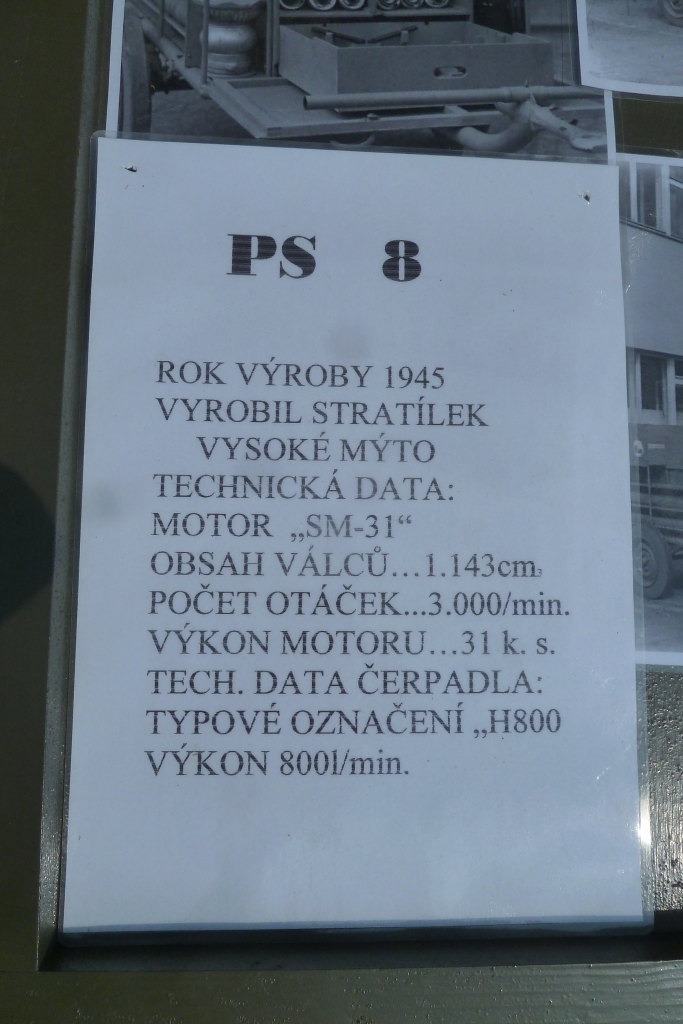 PS 8
ROK VÝROBY 1945
VYROBIL STRATÍLEK
VYSOKÉ MÝTO
TECHNICKÁ DATA:
MOTOR „SM-31“
OBSAH VÁLCŮ...1.143cm³
POČET OTÁČEK...3.000/min.
VÝKON MOTORU...31 k. s.
TECH. DATA ČERPADLA:
TYPOVÉ OZNAČENÍ „H800
VÝKON 800l/min.